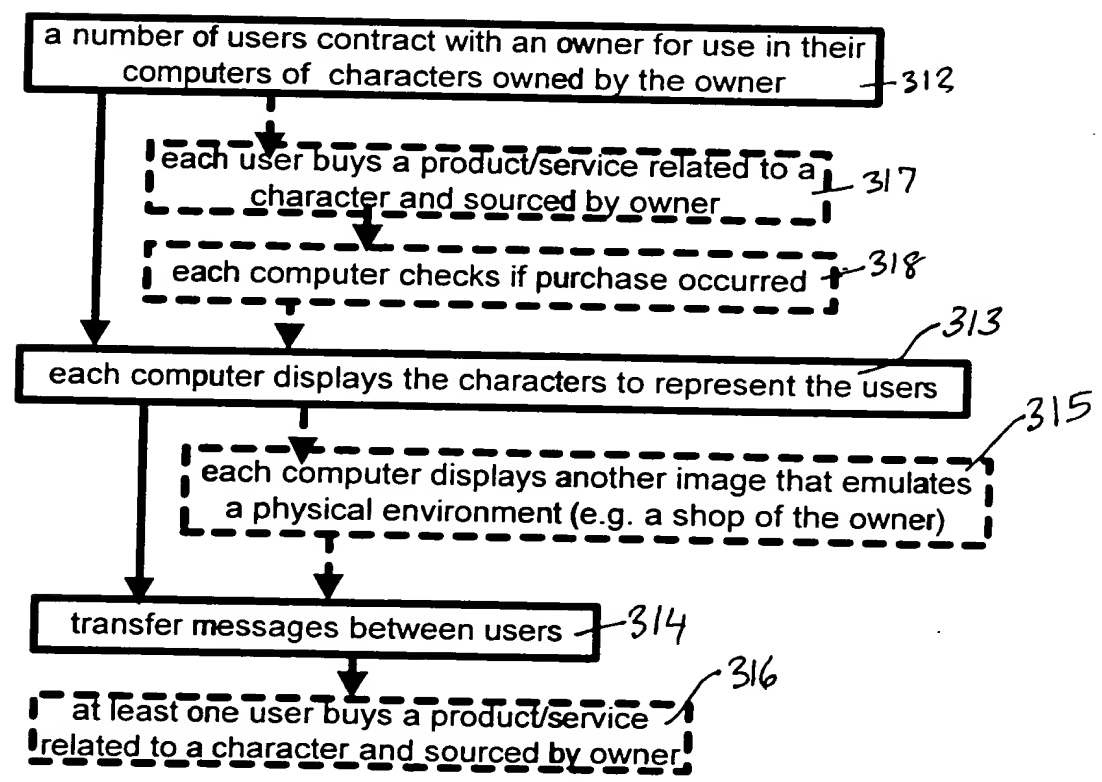 a number of users contract with an owner for use in their
computers of characters owned by the owner
312
each user buys a product/service related to a
character and sourced by owner
317
each computer checks if purchase occurred
318
313
each computer displays the characters to represent the users
315
each computer displays another image that emulates
a physical environment (e.g. a shop of the owner)
transfer messages between users
314
316
at least one user buys a product/service
related to a character and sourced by owner